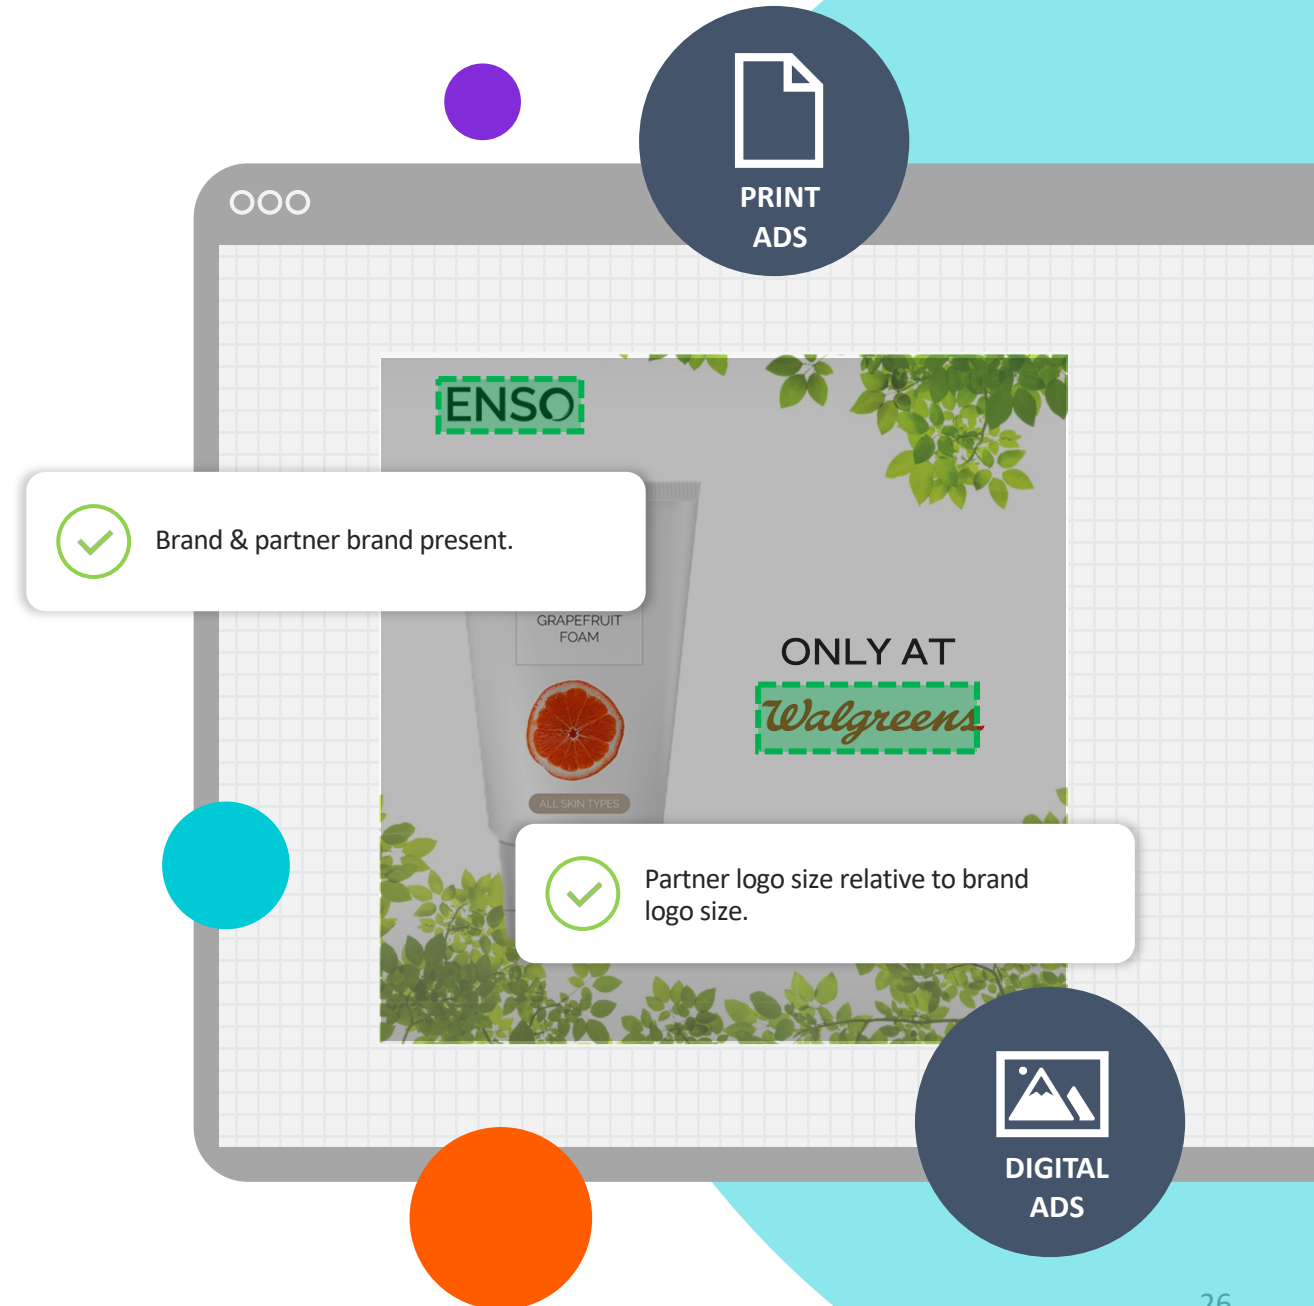 PRINT
ADS
ENSO
Brand & partner brand present.
GRAPEFRUIT
FOAM
ONLY AT
Walgreens
ALL SKIN TYPES
Partner logo size relative to brand
logo size.
DIGITAL
ADS
26